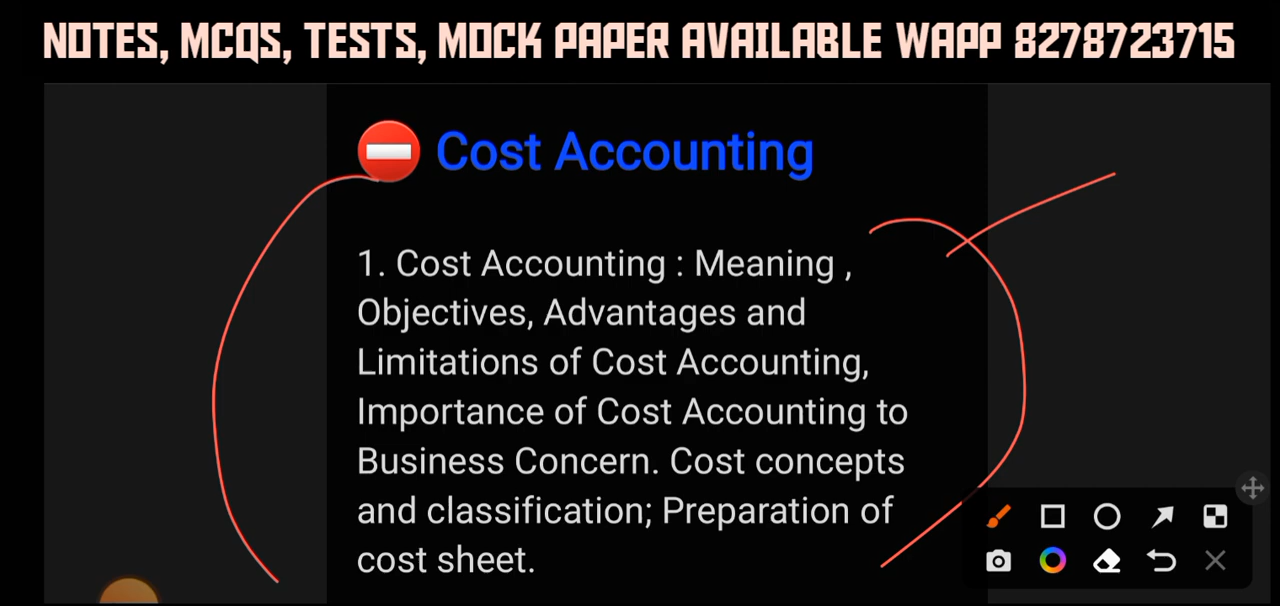 NOTES, MCQS, TESTS, MOCK PAPER AVAILABLE WAPP 8278723715
Cost Accounting
1. Cost Accounting : Meaning ,
Objectives, Advantages and
Limitations of Cost Accounting,
Importance of Cost Accounting to
Business Concern. Cost concepts
and classification; Preparation of
cost sheet.